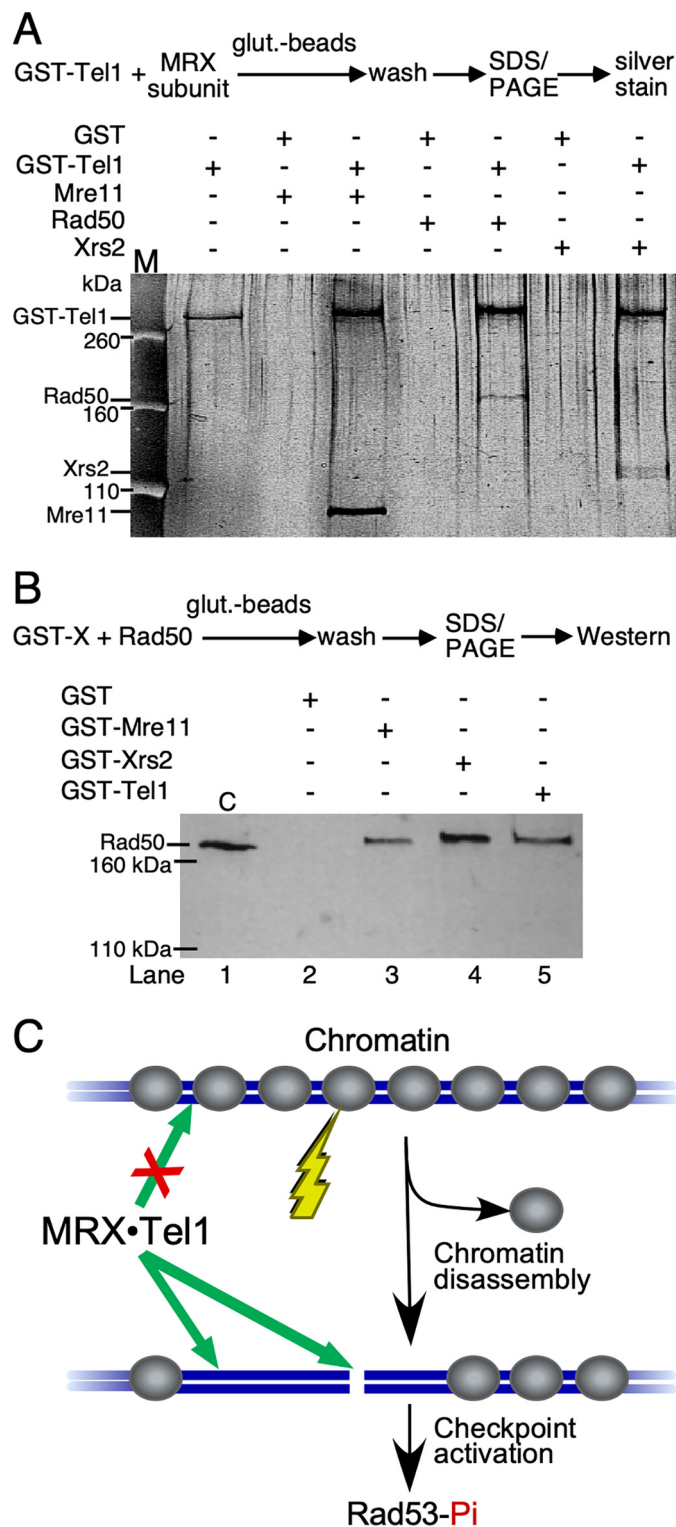 A
GST-Tel1 + MRX subunit glut.-beads wash SDS/PAGE silver stain
GST - + - + - + -
GST-Tel1 + - + - + - +
Mre11 - + + - - - -
Rad50 - - - + + - -
Xrs2 - - - - - + +
M
kDa
GST-Tel1
260
Rad50
160
Xrs2
110
Mre11
B
GST-X + Rad50 glut.-beads wash SDS/PAGE Western
GST + - - -
GST-Mre11 - + - -
GST-Xrs2 - - + -
GST-Tel1 - - - +
C
Rad50
160 kDa
110 kDa
Lane 1 2 3 4 5
C
Chromatin
MRX•Tel1
Chromatin
disassembly
Checkpoint
activation
Rad53-Pi